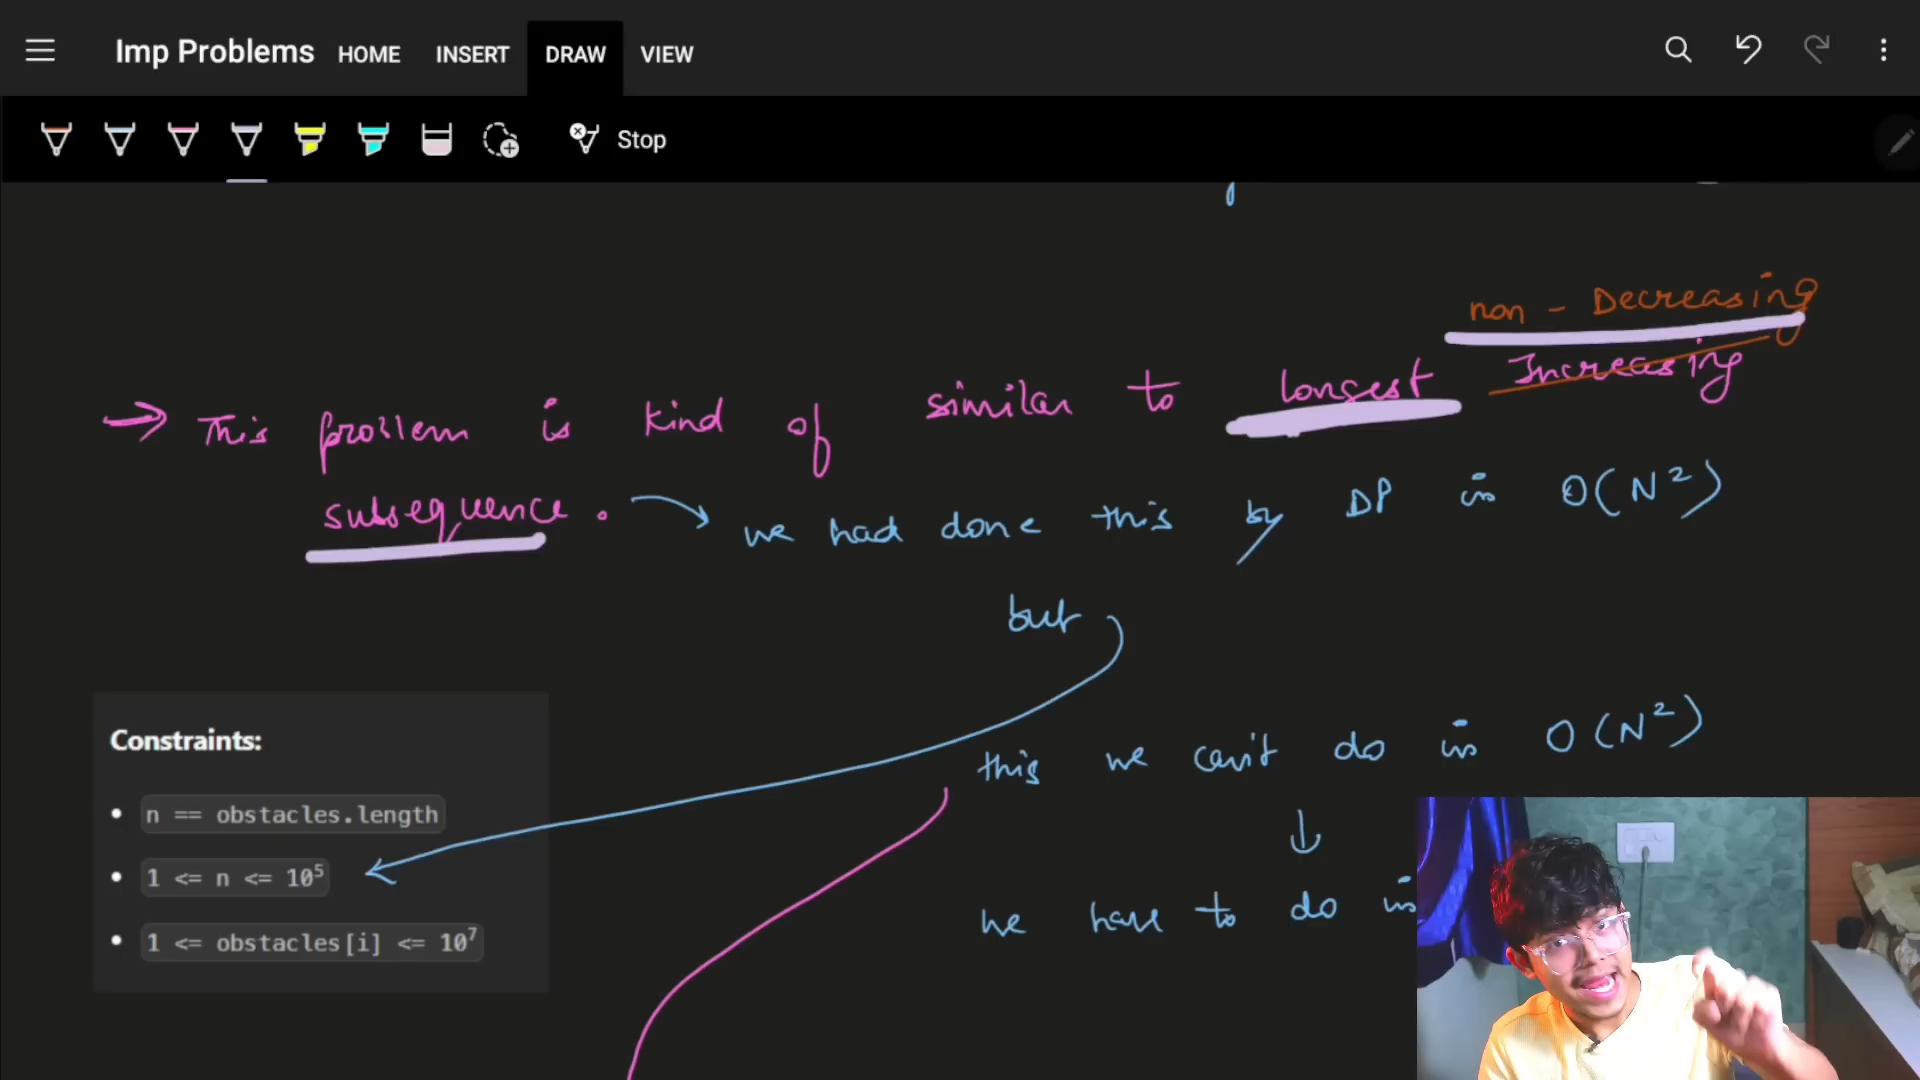 Imp Problems HOME INSERT DRAW VIEW
Stop
non - Decreasing
→ This problem is kind of similar to longest Increasing
subsequence. we had done this by DP in O(N²)
but
this we can't do in O(N²)
we have to do in
Constraints:
• n == obstacles.length
• 1 <= n <= 10⁵
• 1 <= obstacles[i] <= 10⁷